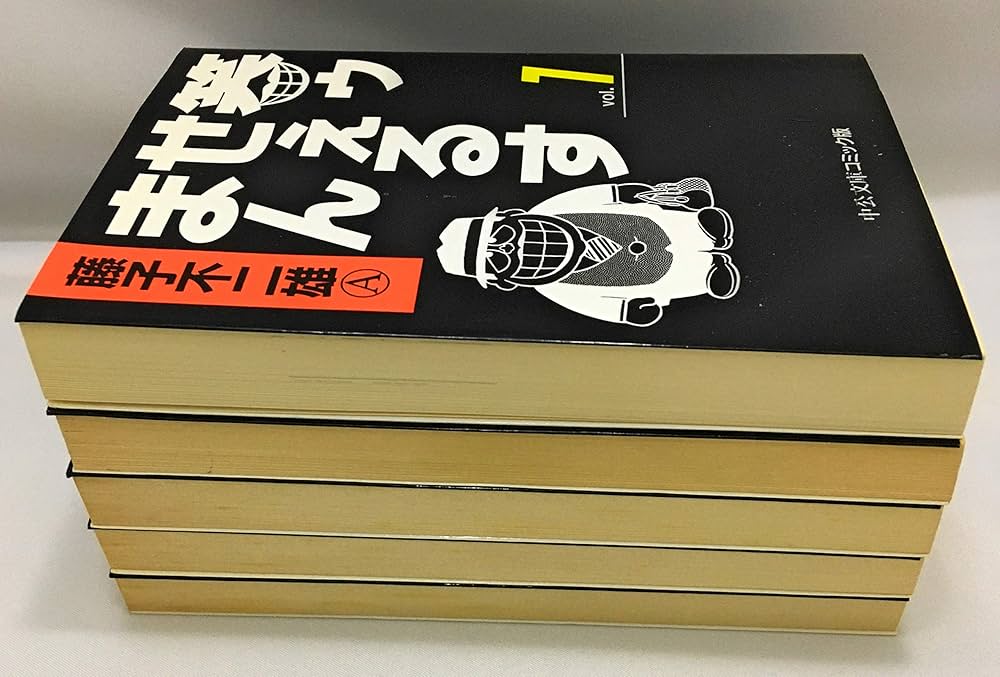 笑ゥ
せぇるす
まん
vol.1
藤子不二雄Ⓐ
中公文庫コミック版